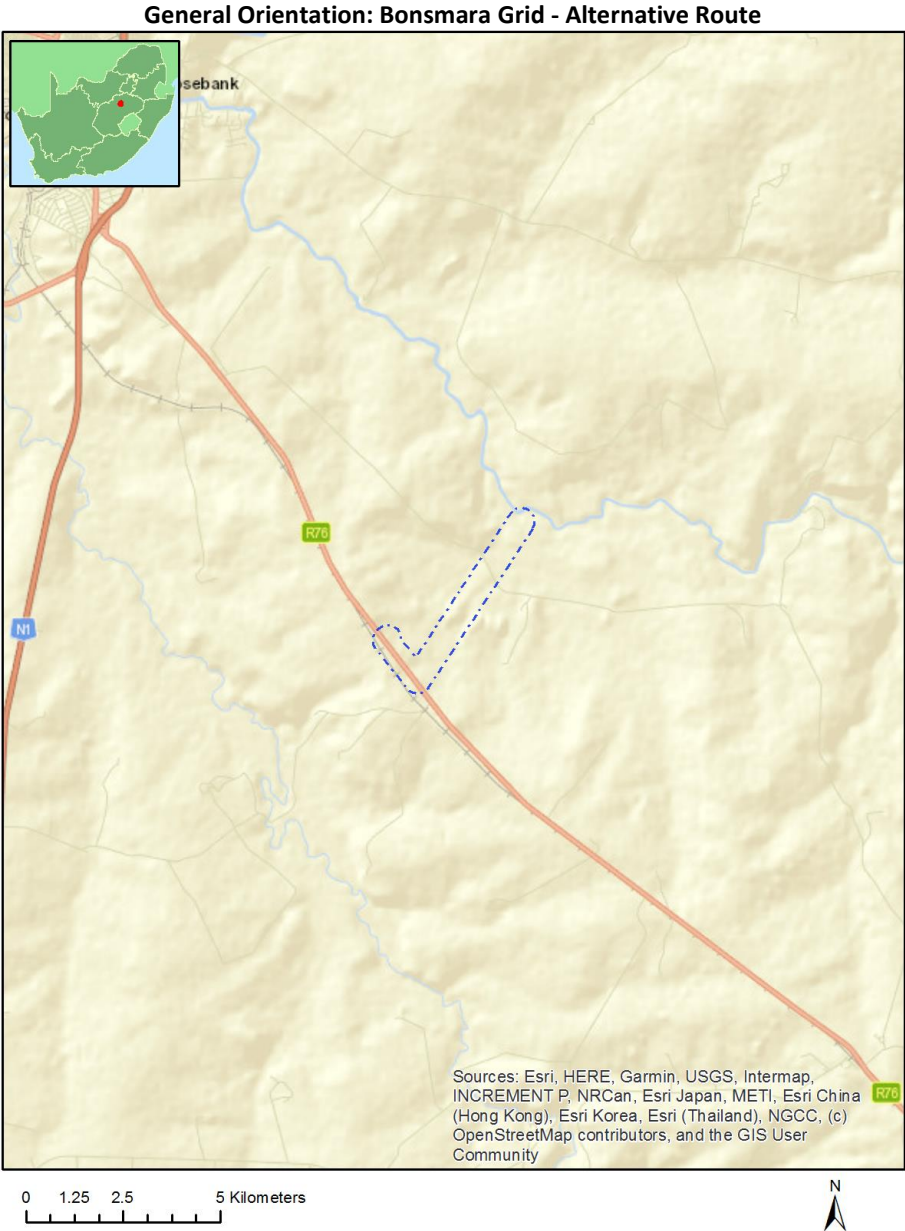 General Orientation: Bonsmara Grid - Alternative Route
sebank
R76
N1
Sources: Esri, HERE, Garmin, USGS, Intermap,
INCREMENT P, NRCan, Esri Japan, METI, Esri China
(Hong Kong), Esri Korea, Esri (Thailand), NGCC, (c)
OpenStreetMap contributors, and the GIS User
Community
R76
0 1.25 2.5 5 Kilometers
N